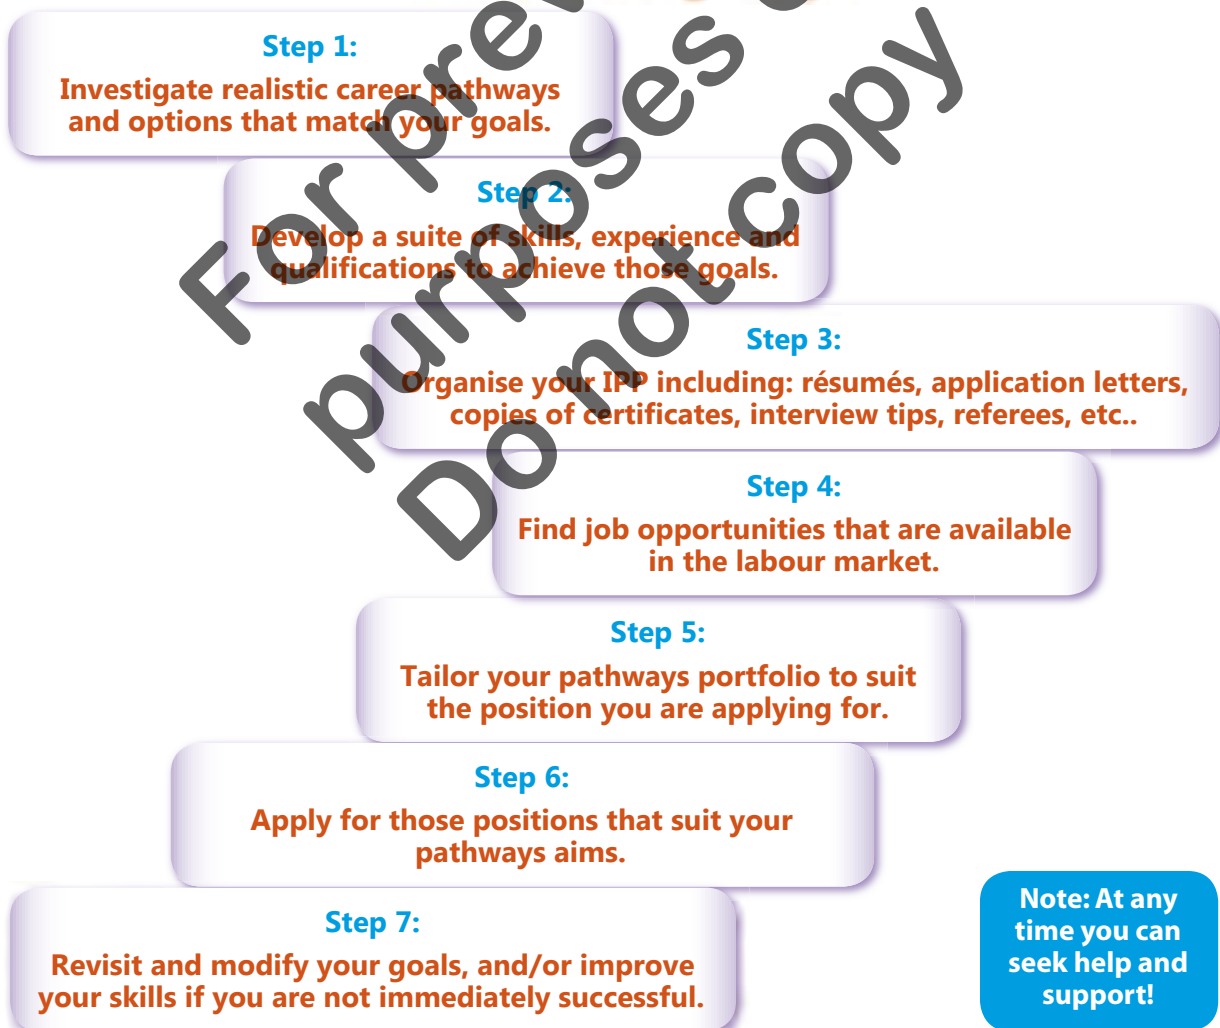 Step 1:
Investigate realistic career pathways
and options that match your goals.
Step 2:
Develop a suite of skills, experience and
qualifications to achieve those goals.
Step 3:
Organise your IPP including: résumés, application letters,
copies of certificates, interview tips, referees, etc..
Step 4:
Find job opportunities that are available
in the labour market.
Step 5:
Tailor your pathways portfolio to suit
the position you are applying for.
Step 6:
Apply for those positions that suit your
pathways aims.
Step 7:
Revisit and modify your goals, and/or improve
your skills if you are not immediately successful.
Note: At any
time you can
seek help and
support!
For
purposes
Do not copy